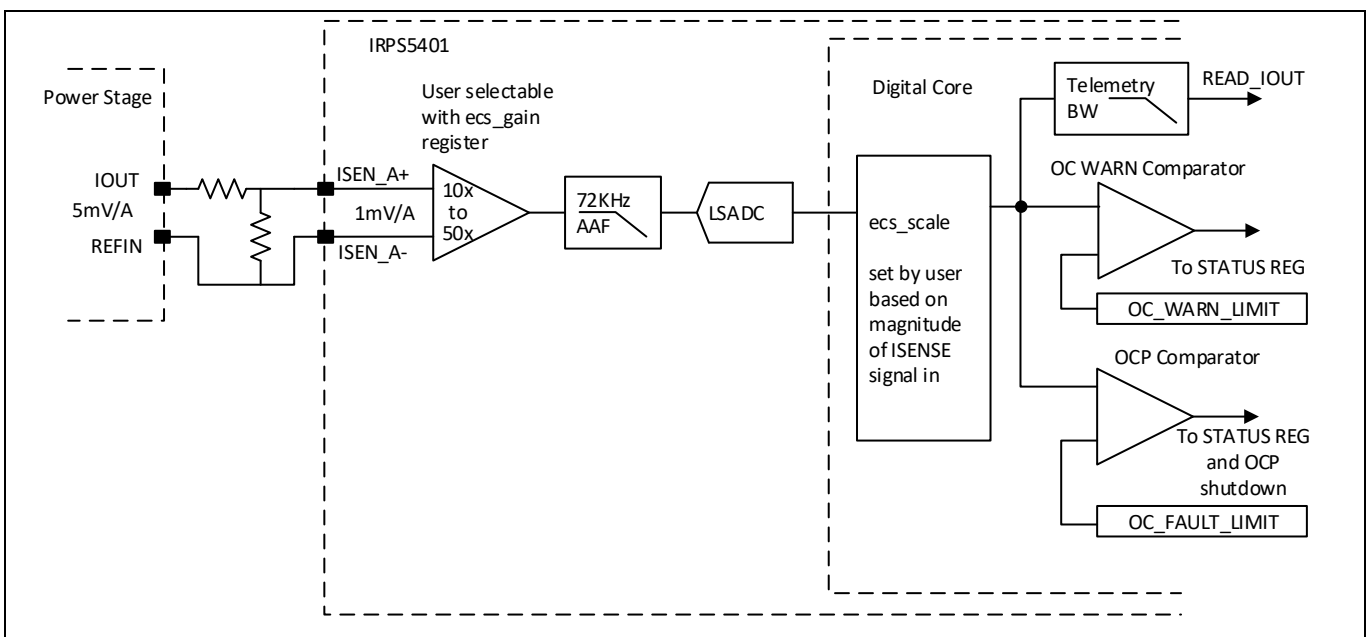 IRPS5401
Power Stage
IOUT
5mV/A
REFIN
User selectable
with ecs_gain
register
ISEN_A+
1mV/A
ISEN_A-
10x
to
50x
72KHz
AAF
LSADC
Digital Core
ecs_scale
set by user
based on
magnitude
of ISENSE
signal in
Telemetry
BW
READ_IOUT
OC WARN Comparator
To STATUS REG
OC_WARN_LIMIT
OCP Comparator
To STATUS REG
and OCP
shutdown
OC_FAULT_LIMIT